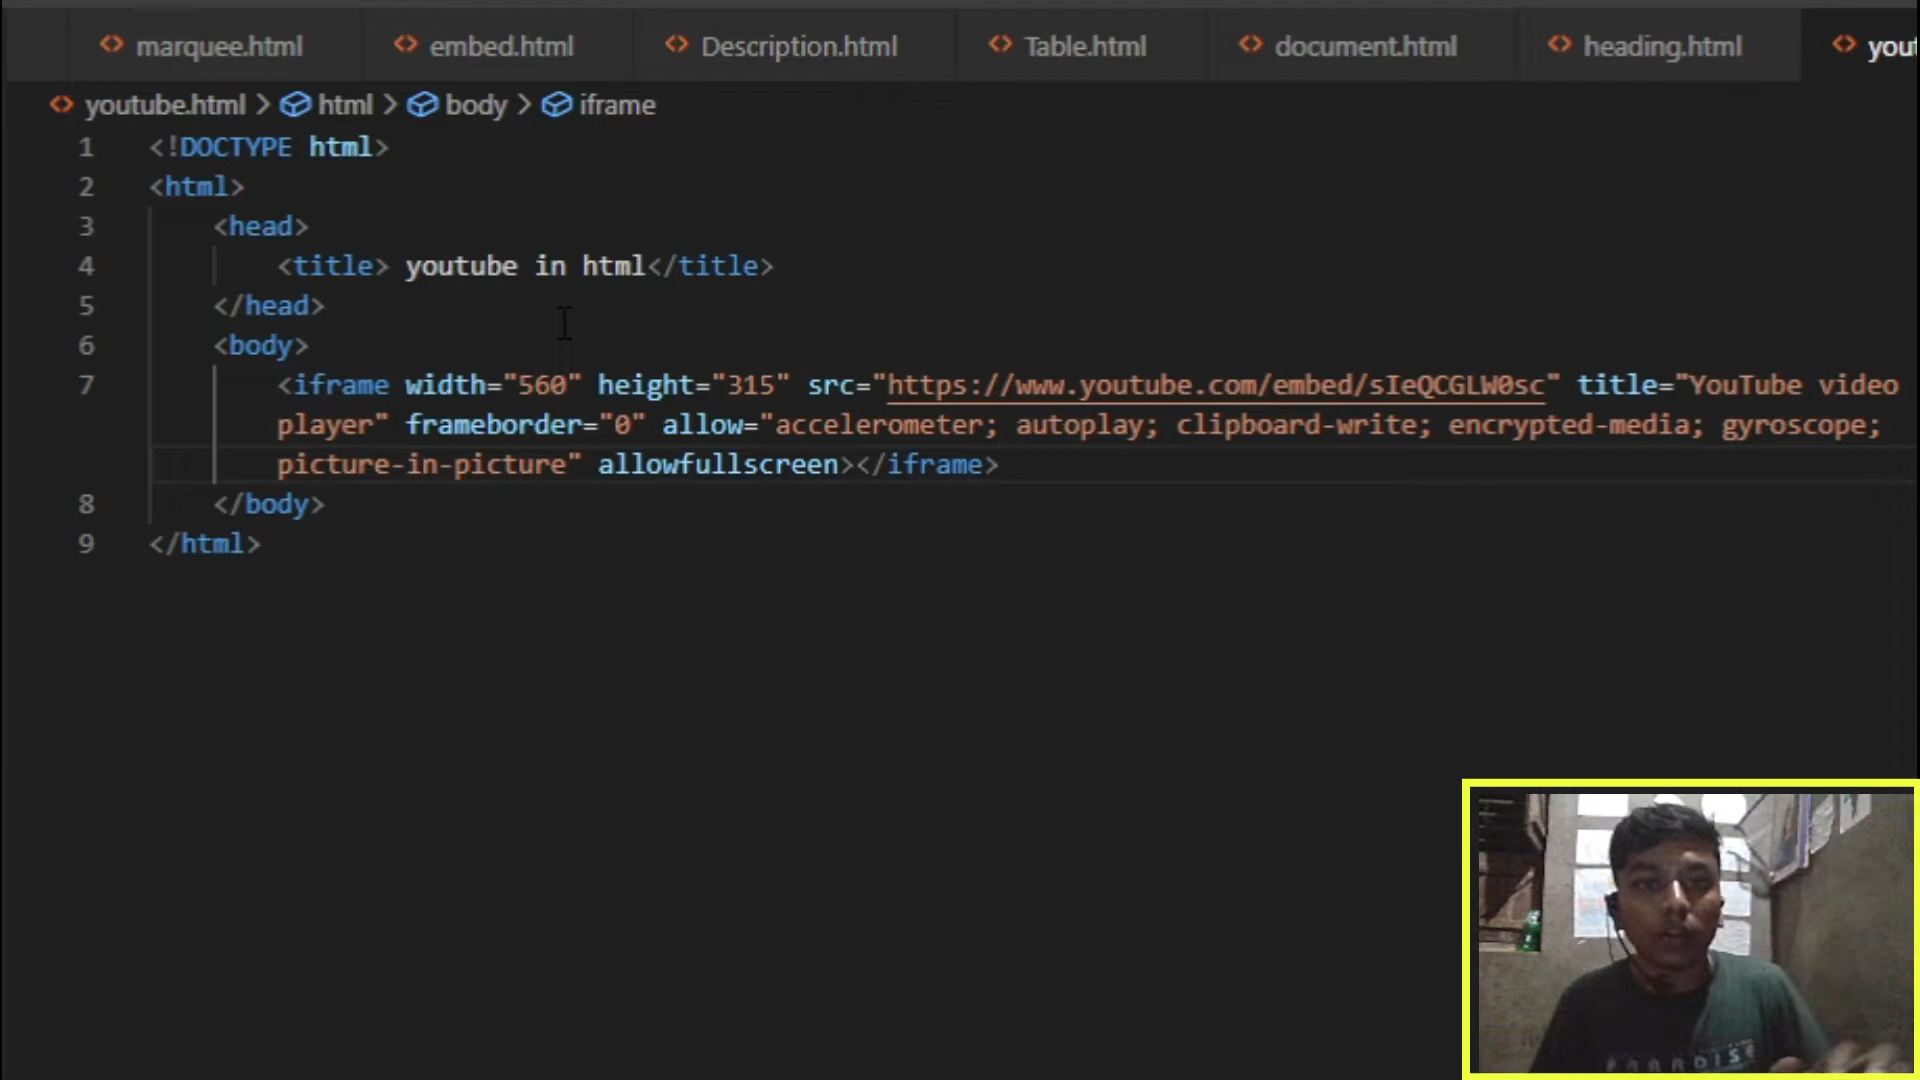 marquee.html embed.html Description.html Table.html document.html heading.html yout
youtube.html > html > body > iframe
1 <!DOCTYPE html>
2 <html>
3 <head>
4 <title> youtube in html</title>
5 </head>
6 <body>
7 <iframe width="560" height="315" src="https://www.youtube.com/embed/sIeQCGLW0sc" title="YouTube video
player" frameborder="0" allow="accelerometer; autoplay; clipboard-write; encrypted-media; gyroscope;
picture-in-picture" allowfullscreen></iframe>
8 </body>
9 </html>
PARADISE